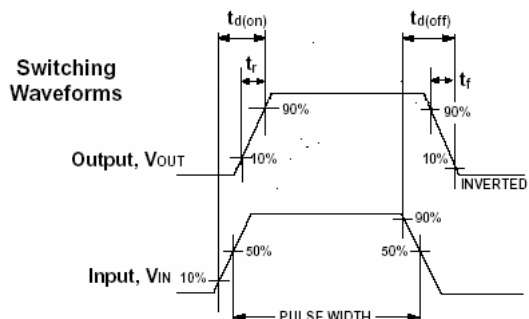 td(on)
td(off)
tr
tf
Switching
Waveforms
90%
90%
Output, VOUT
10%
10%
INVERTED
90%
50%
50%
Input, VIN
10%
PULSE WIDTH